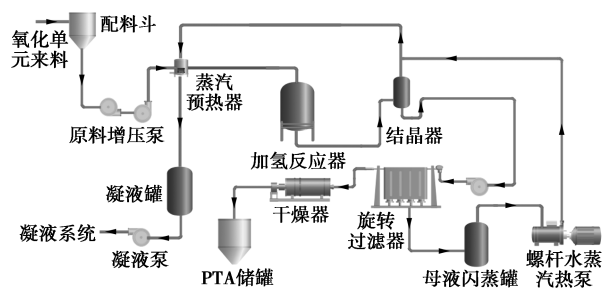 配料斗
氧化单
元来料
原料增压泵
蒸汽
预热器
加氢反应器
结晶器
凝液罐
凝液系统
凝液泵
干燥器
PTA储罐
旋转
过滤器
母液闪蒸罐
螺杆水蒸
汽热泵